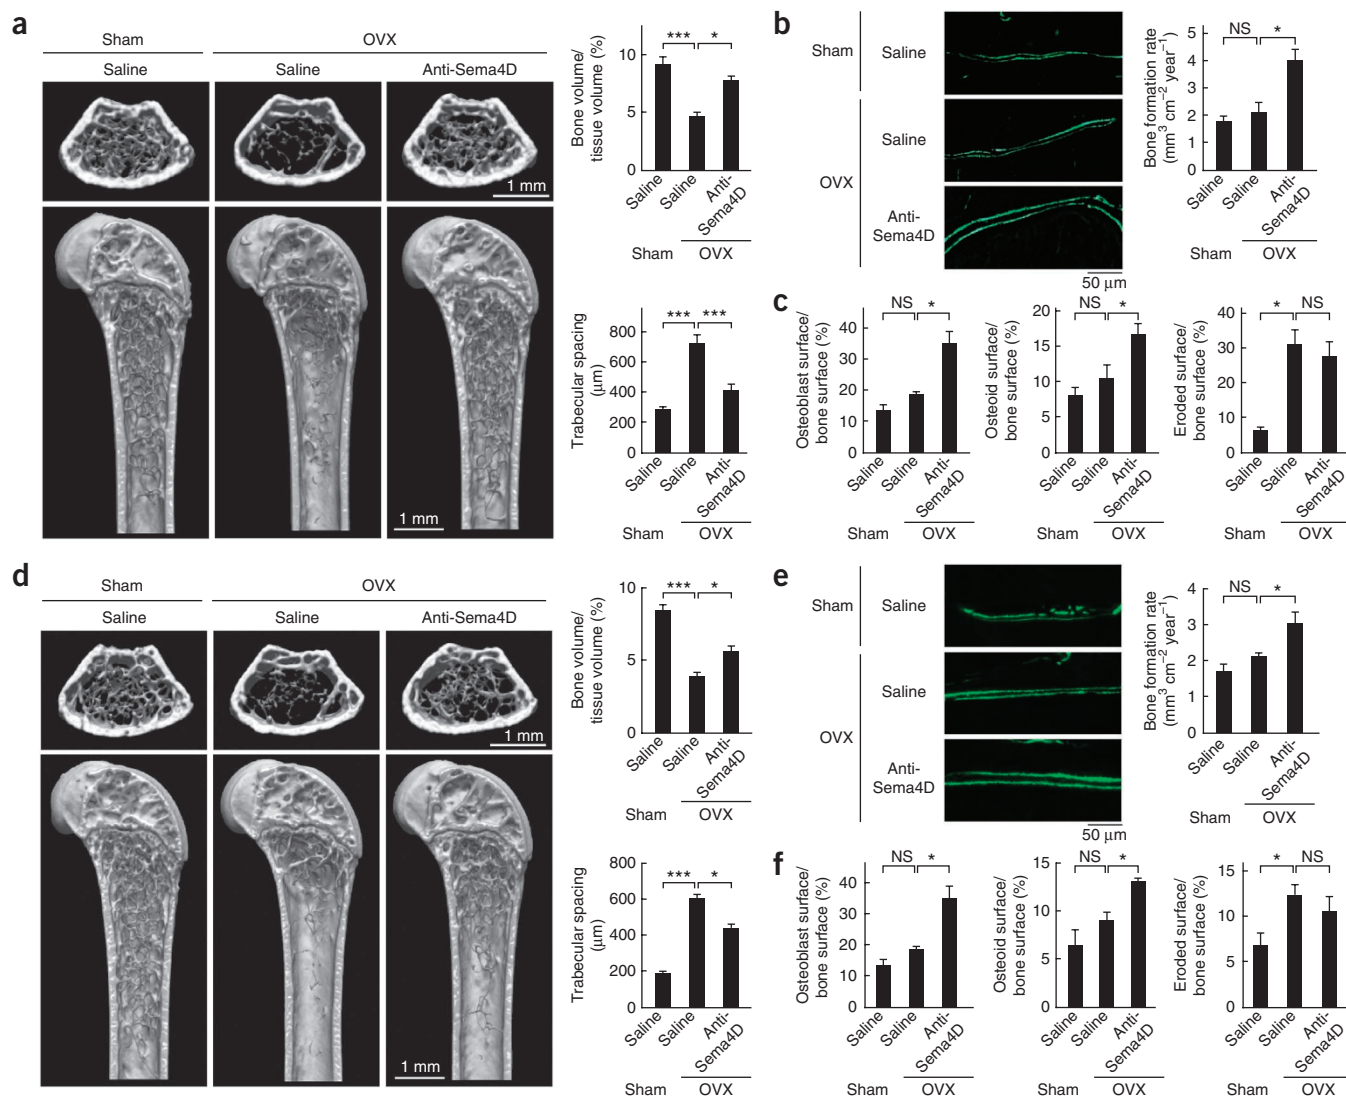 a
Sham
OVX
Saline
Saline
Anti-Sema4D
1 mm
1 mm
Bone volume/
tissue volume (%)
10
5
0
***
*
Saline
Saline
Anti-
Sema4D
Sham
OVX
Trabecular spacing
(μm)
800
600
400
200
0
***
***
Saline
Saline
Anti-
Sema4D
Sham
OVX
b
Sham
Saline
OVX
Saline
Anti-
Sema4D
50 μm
Bone formation rate
(mm³ cm⁻² year⁻¹)
5
4
3
2
1
0
NS
*
Saline
Saline
Anti-
Sema4D
Sham
OVX
c
Osteoblast surface/
bone surface (%)
40
30
20
10
0
NS
*
Saline
Saline
Anti-
Sema4D
Sham
OVX
Osteoid surface/
bone surface (%)
20
15
10
5
0
NS
*
Saline
Saline
Anti-
Sema4D
Sham
OVX
Eroded surface/
bone surface (%)
40
30
20
10
0
*
NS
Saline
Saline
Anti-
Sema4D
Sham
OVX
d
Sham
OVX
Saline
Saline
Anti-Sema4D
1 mm
1 mm
Bone volume/
tissue volume (%)
10
5
0
***
*
Saline
Saline
Anti-
Sema4D
Sham
OVX
Trabecular spacing
(μm)
800
600
400
200
0
***
*
Saline
Saline
Anti-
Sema4D
Sham
OVX
e
Sham
Saline
OVX
Saline
Anti-
Sema4D
50 μm
Bone formation rate
(mm³ cm⁻² year⁻¹)
4
3
2
1
0
NS
*
Saline
Saline
Anti-
Sema4D
Sham
OVX
f
Osteoblast surface/
bone surface (%)
40
30
20
10
0
NS
*
Saline
Saline
Anti-
Sema4D
Sham
OVX
Osteoid surface/
bone surface (%)
15
10
5
0
NS
*
Saline
Saline
Anti-
Sema4D
Sham
OVX
Eroded surface/
bone surface (%)
15
10
5
0
*
NS
Saline
Saline
Anti-
Sema4D
Sham
OVX